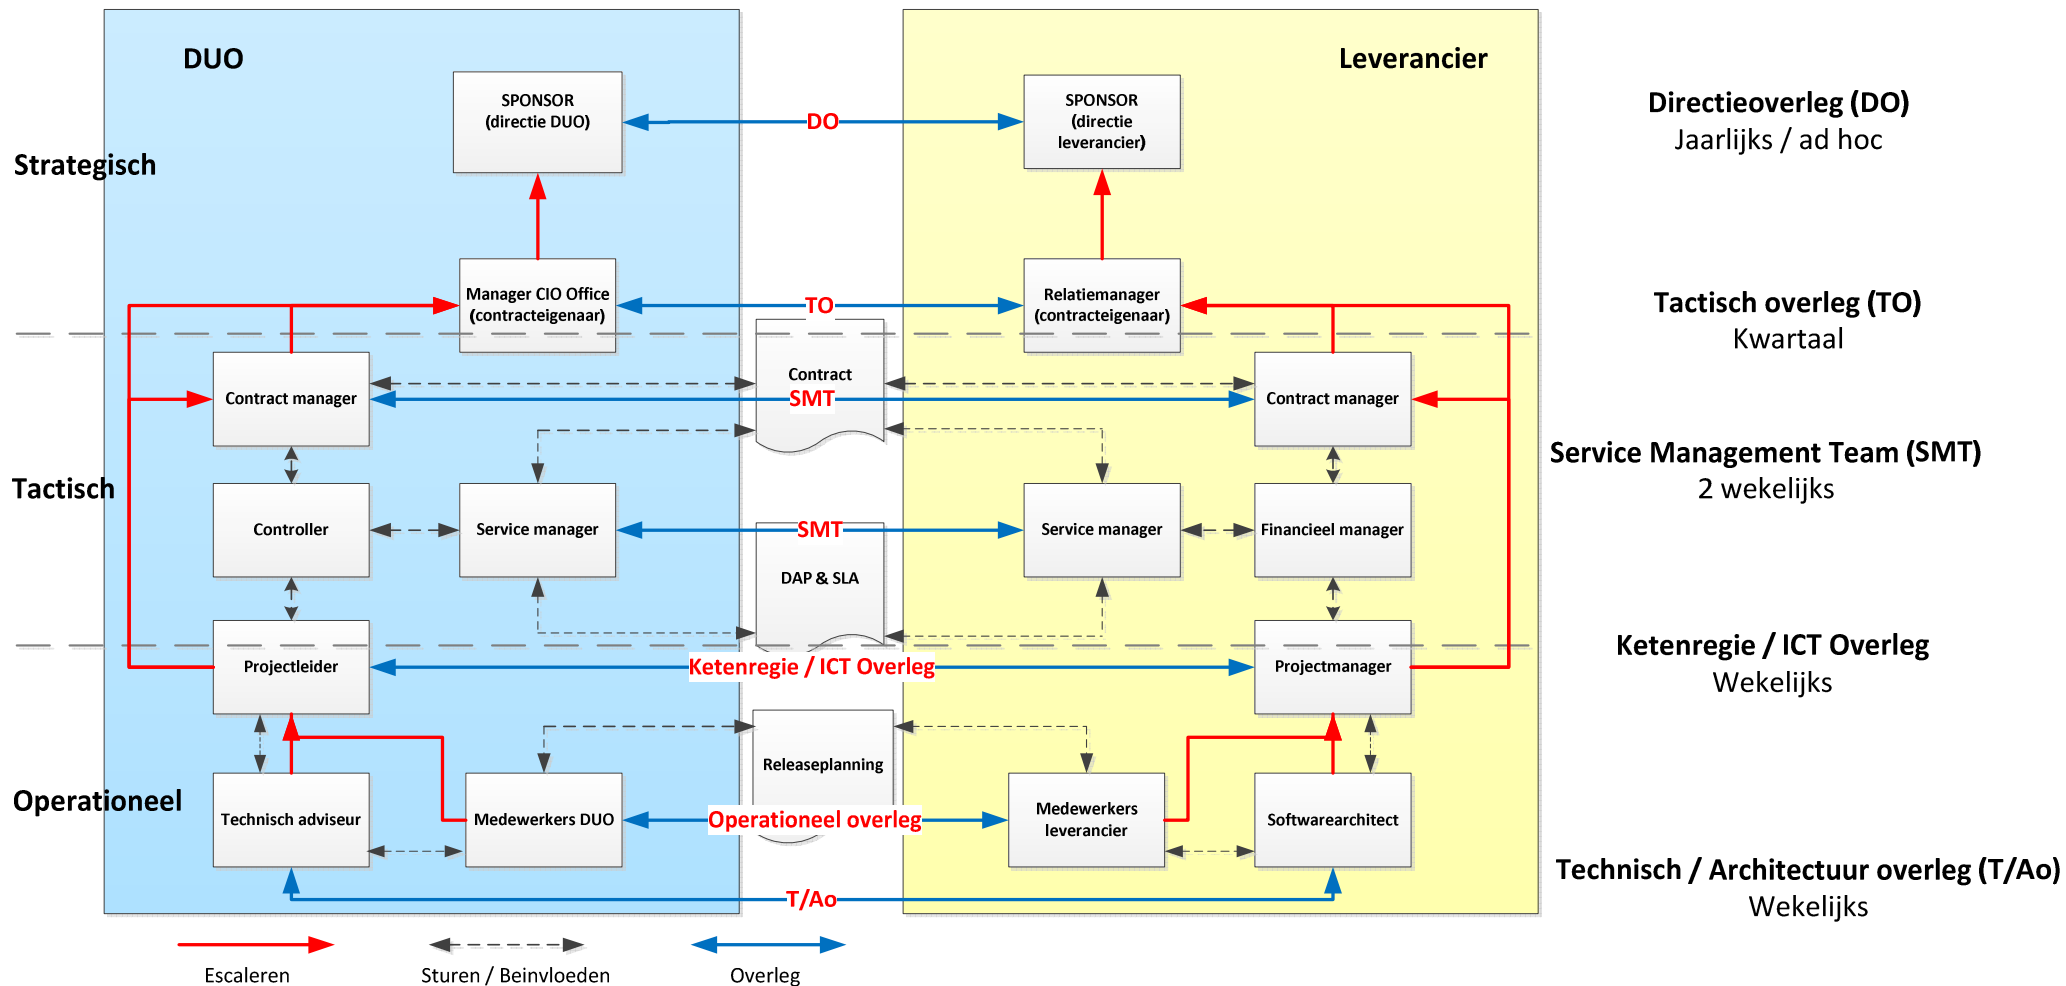 DUO
Leverancier
SPONSOR
(directie DUO)
DO
SPONSOR
(directie
leverancier)
Directieoverleg (DO)
Jaarlijks / ad hoc
Strategisch
Manager CIO Office
(contracteigenaar)
TO
Relatiemanager
(contracteigenaar)
Tactisch overleg (TO)
Kwartaal
Contract
Contract manager
SMT
Contract manager
Service Management Team (SMT)
2 wekelijks
Tactisch
Controller
Service manager
SMT
Service manager
Financieel manager
DAP & SLA
Projectleider
Ketenregie / ICT Overleg
Projectmanager
Ketenregie / ICT Overleg
Wekelijks
Releaseplanning
Operationeel
Technisch adviseur
Medewerkers DUO
Operationeel overleg
Medewerkers
leverancier
Softwarearchitect
Technisch / Architectuur overleg (T/Ao)
Wekelijks
T/Ao
Escaleren
Sturen / Beinvloeden
Overleg